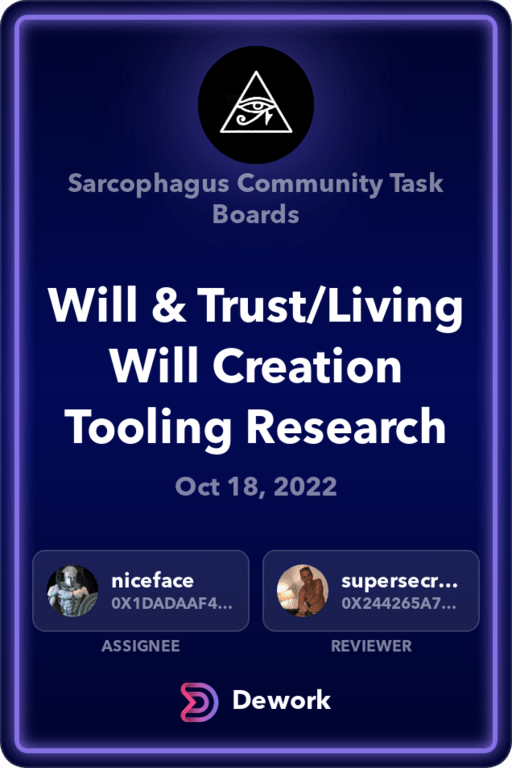 Sarcophagus Community Task
Boards
Will & Trust/Living
Will Creation
Tooling Research
Oct 18, 2022
niceface
0X1DADAAF4...
supersecr...
0X244265A7...
ASSIGNEE
REVIEWER
Dework